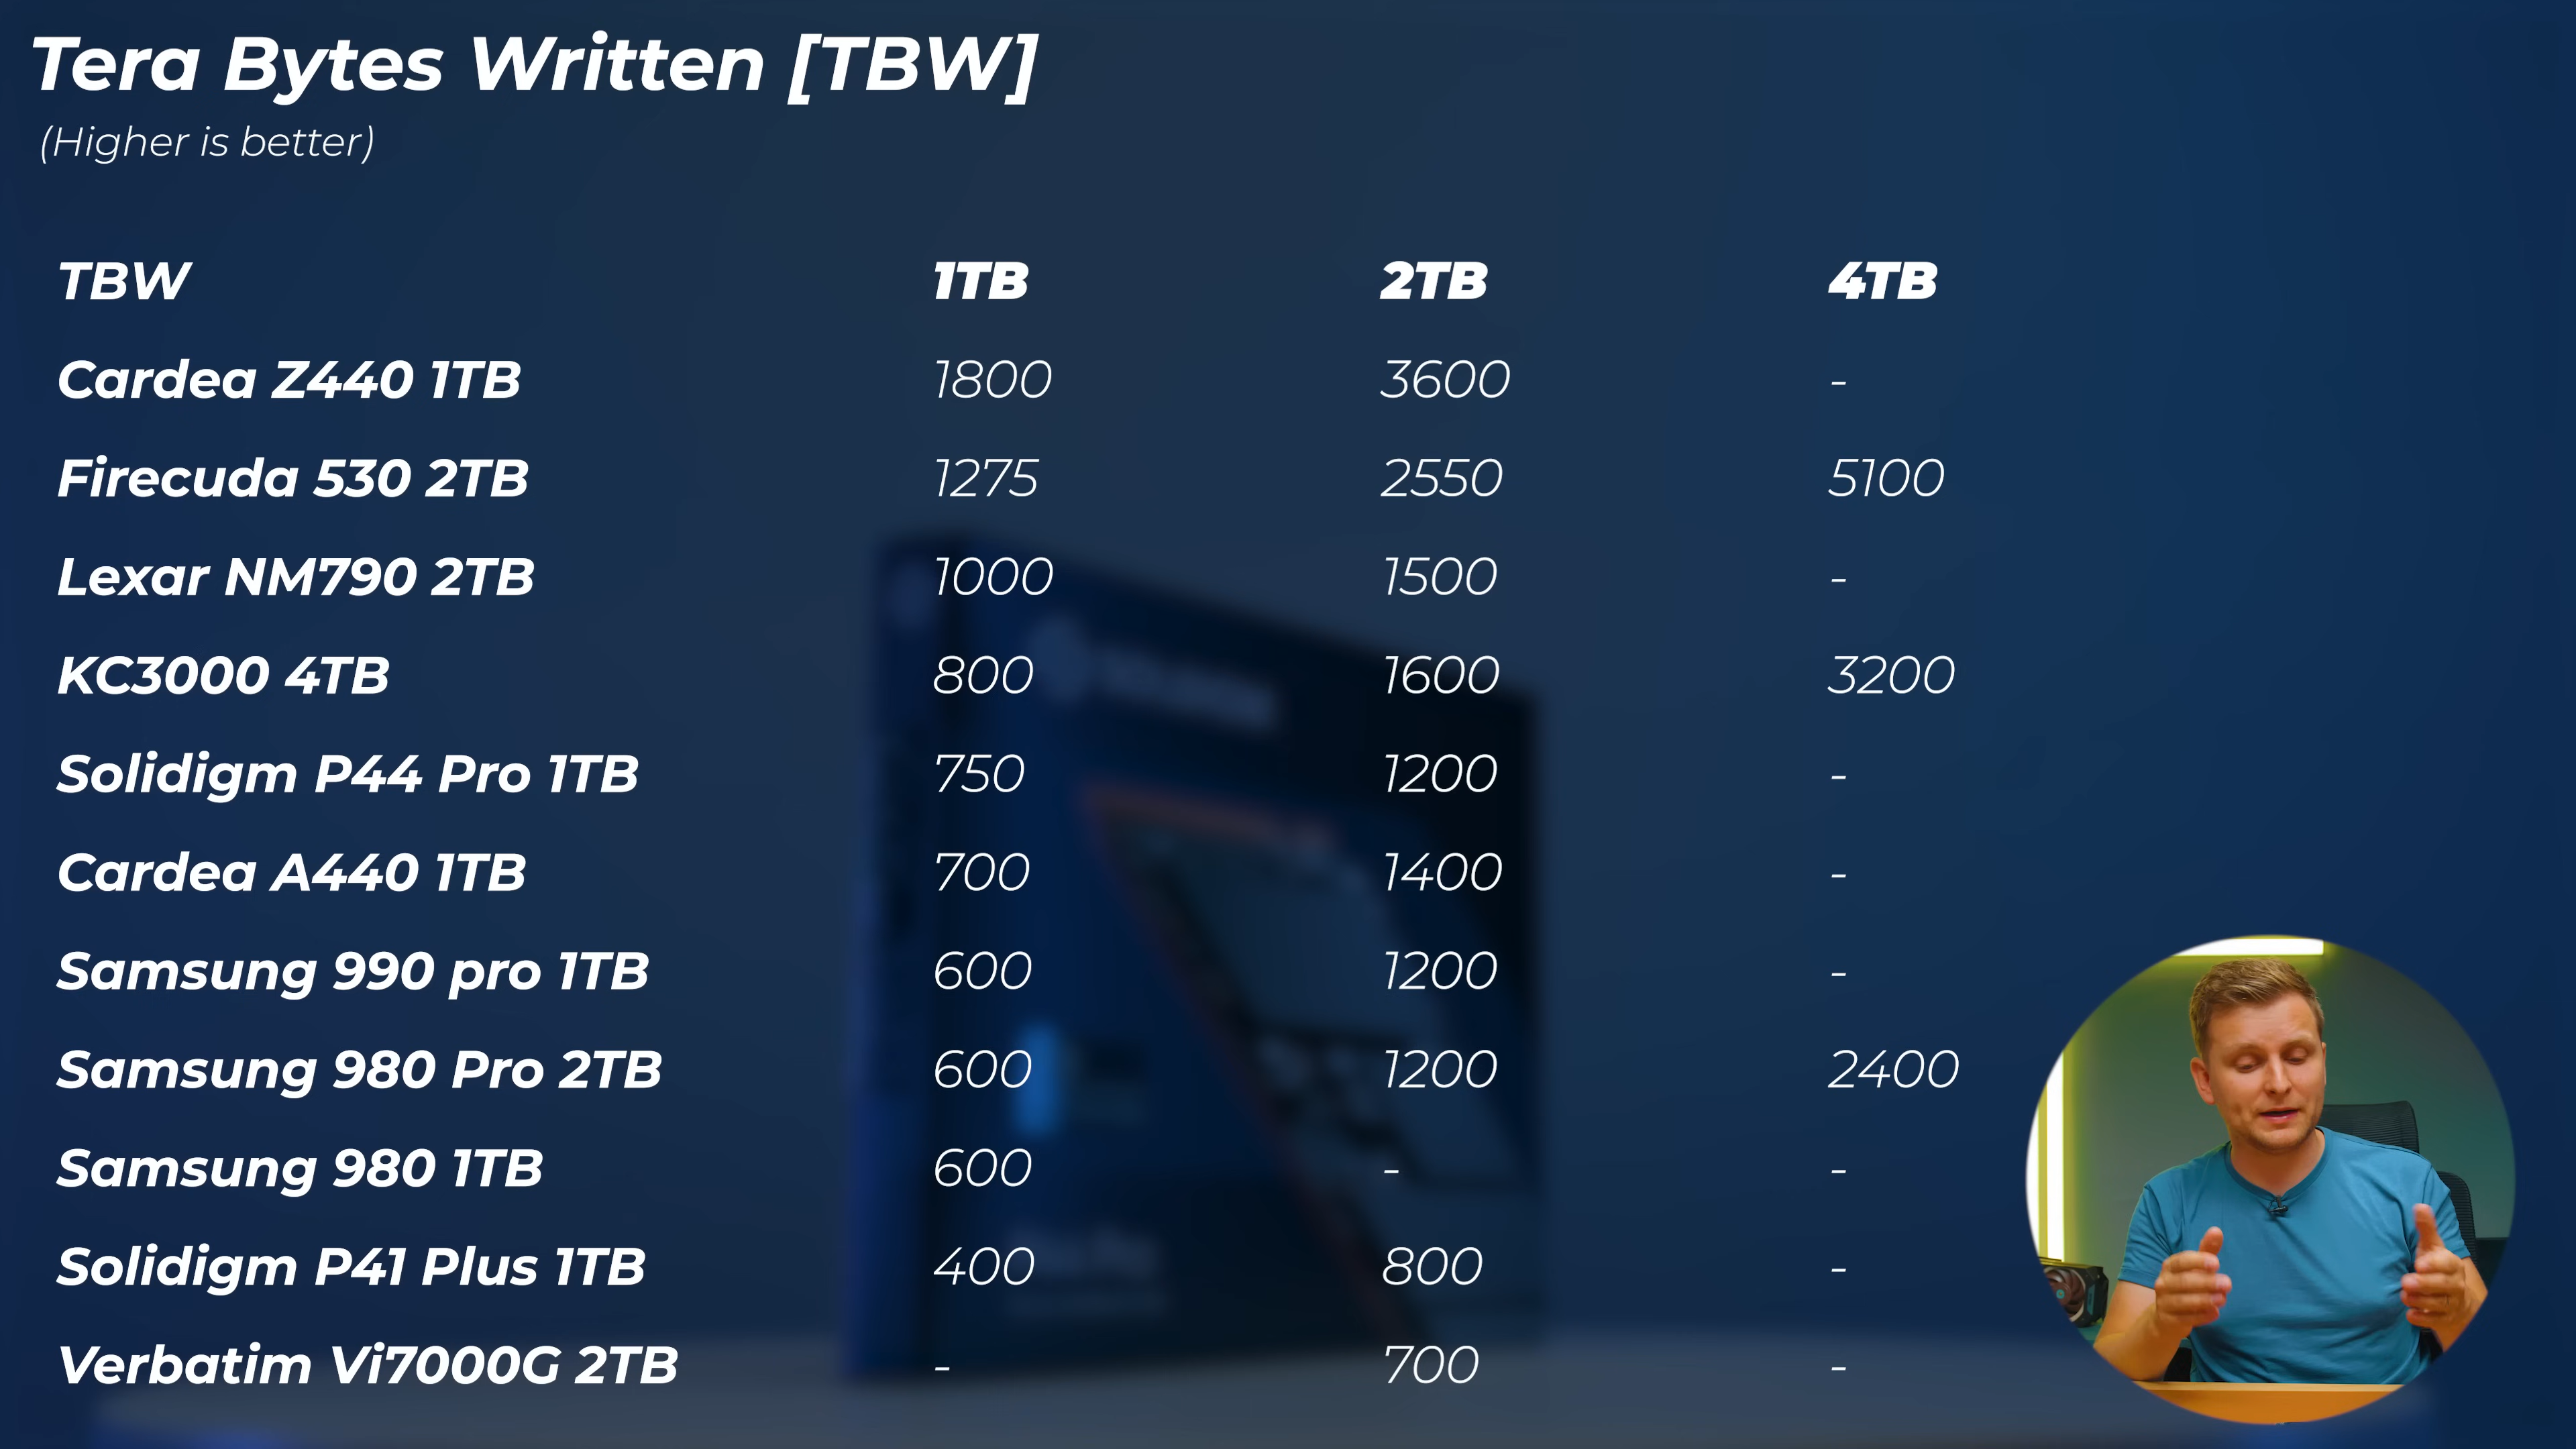 Tera Bytes Written [TBW]
(Higher is better)
TBW 1TB 2TB 4TB
Cardea Z440 1TB 1800 3600 -
Firecuda 530 2TB 1275 2550 5100
Lexar NM790 2TB 1000 1500 -
KC3000 4TB 800 1600 3200
Solidigm P44 Pro 1TB 750 1200 -
Cardea A440 1TB 700 1400 -
Samsung 990 pro 1TB 600 1200 -
Samsung 980 Pro 2TB 600 1200 2400
Samsung 980 1TB 600 - -
Solidigm P41 Plus 1TB 400 800 -
Verbatim Vi7000G 2TB - 700 -